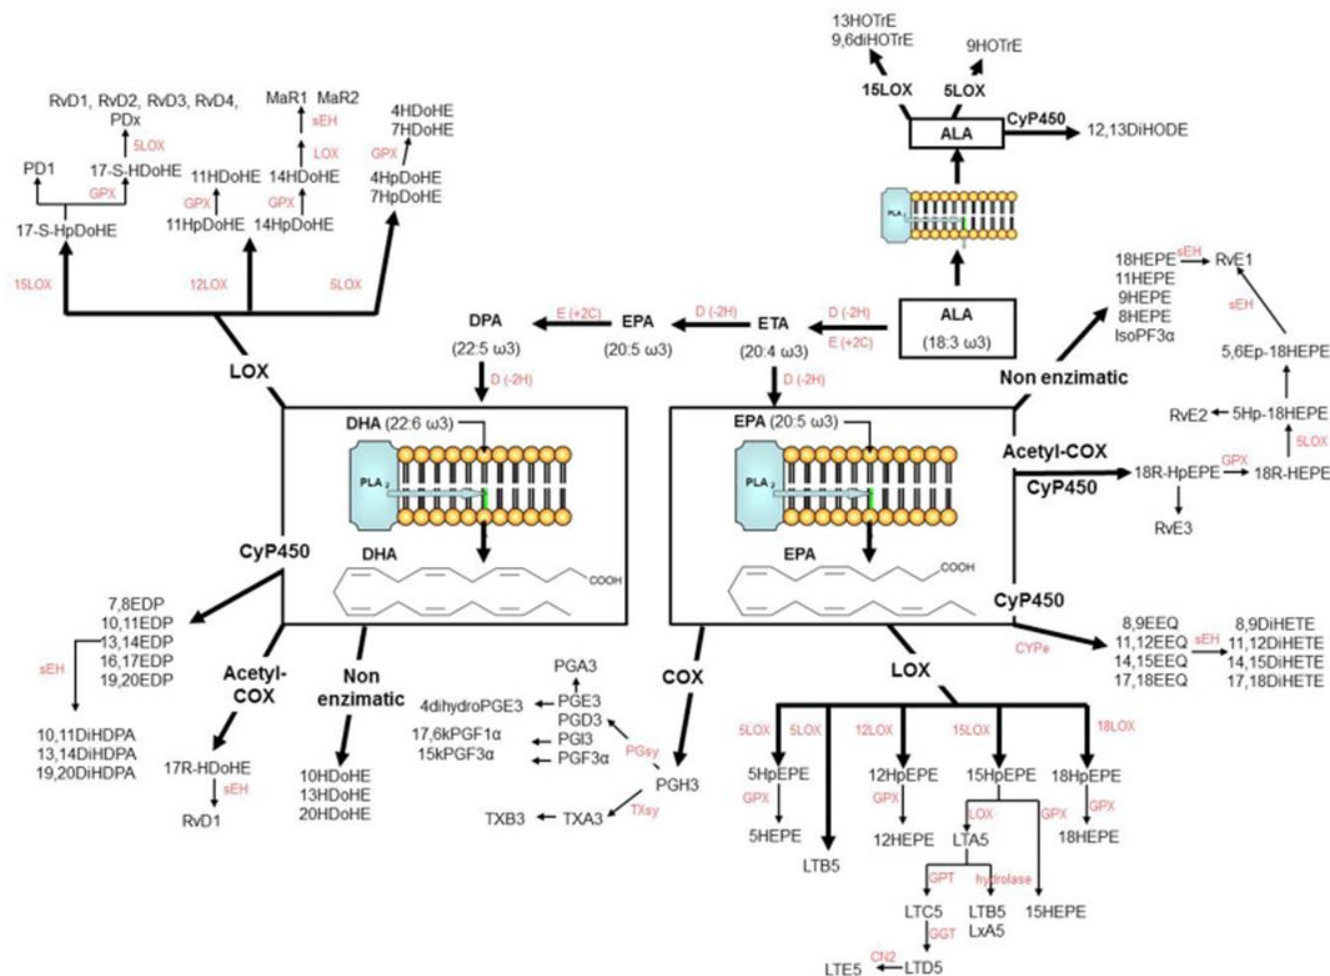 13HOTrE
9,6diHOTrE
9HOTrE
15LOX
5LOX
ALA
CyP450
12,13DiHODE
PLA
ALA
(18:3 ω3)
D (-2H)
E (+2C)
ETA
(20:4 ω3)
D (-2H)
EPA
(20:5 ω3)
E (+2C)
DPA
(22:5 ω3)
D (-2H)
D (-2H)
RvD1, RvD2, RvD3, RvD4,
PDx
5LOX
PD1
17-S-HDoHE
GPX
17-S-HpDoHE
15LOX
MaR1 MaR2
sEH
LOX
11HDoHE
14HDoHE
GPX
GPX
11HpDoHE
14HpDoHE
12LOX
4HDoHE
7HDoHE
GPX
4HpDoHE
7HpDoHE
5LOX
LOX
DHA (22:6 ω3)
PLA 2
DHA
COOH
CyP450
7,8EDP
10,11EDP
13,14EDP
16,17EDP
19,20EDP
sEH
10,11DiHDPA
13,14DiHDPA
19,20DiHDPA
Acetyl-
COX
17R-HDoHE
sEH
RvD1
Non
enzimatic
10HDoHE
13HDoHE
20HDoHE
EPA (20:5 ω3)
PLA 2
EPA
COOH
Non enzimatic
18HEPE
11HEPE
9HEPE
8HEPE
IsoPF3α
sEH
RvE1
sEH
5,6Ep-18HEPE
RvE2
5Hp-18HEPE
5LOX
Acetyl-COX
CyP450
18R-HpEPE
GPX
18R-HEPE
RvE3
CyP450
CYPe
8,9EEQ
11,12EEQ
14,15EEQ
17,18EEQ
sEH
8,9DiHETE
11,12DiHETE
14,15DiHETE
17,18DiHETE
COX
PGA3
4dihydroPGE3
PGE3
PGD3
17,6kPGF1α
PGI3
15kPGF3α
PGF3α
PGsy
PGH3
TXsy
TXB3
TXA3
LOX
5LOX
5LOX
12LOX
15LOX
18LOX
5HpEPE
12HpEPE
15HpEPE
18HpEPE
GPX
GPX
LOX
GPX
GPX
5HEPE
LTB5
12HEPE
LTA5
18HEPE
GPT
hydrolase
LTC5
LTB5
LxA5
15HEPE
GGT
CN2
LTE5
LTD5